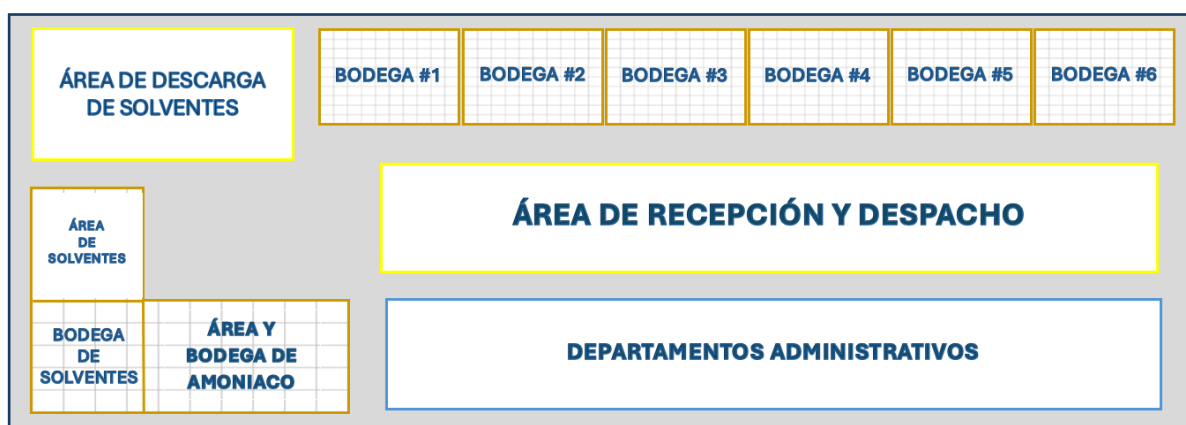 ÁREA DE DESCARGA
DE SOLVENTES
BODEGA #1
BODEGA #2
BODEGA #3
BODEGA #4
BODEGA #5
BODEGA #6
ÁREA DE RECEPCIÓN Y DESPACHO
ÁREA
DE
SOLVENTES
BODEGA
DE
SOLVENTES
ÁREA Y
BODEGA DE
AMONIACO
DEPARTAMENTOS ADMINISTRATIVOS